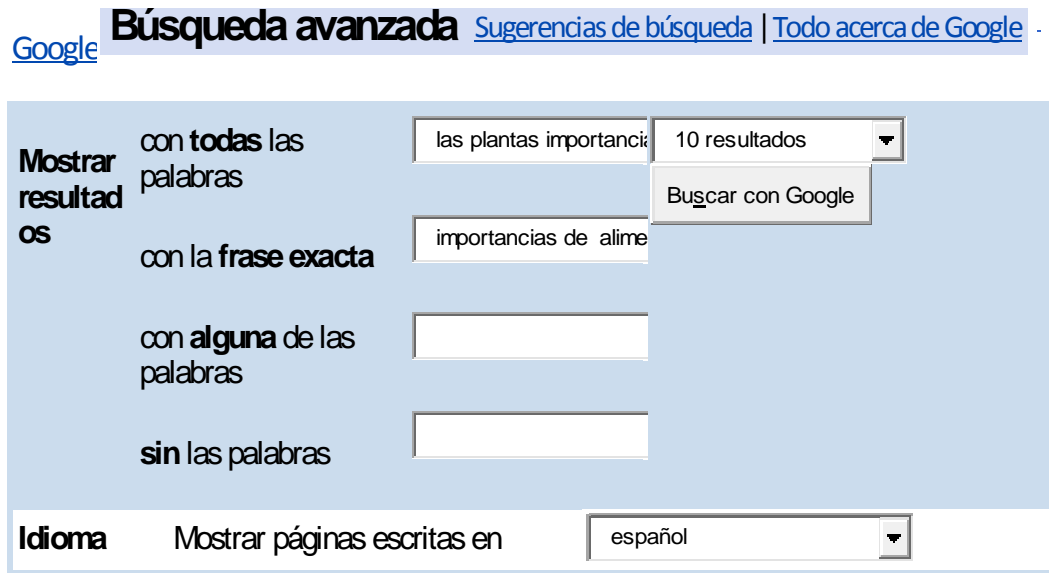 Google Búsqueda avanzada Sugerencias de búsqueda | Todo acerca de Google
Mostrar resultad os
con todas las palabras
las plantas importancia
10 resultados
Buscar con Google
con la frase exacta
importancias de alime
con alguna de las palabras
sin las palabras
Idioma
Mostrar páginas escritas en
español